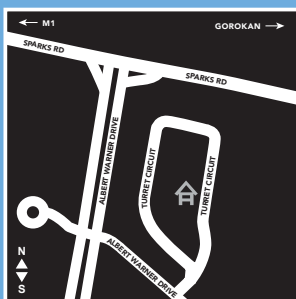 ← M1
GOROKAN →
SPARKS RD
SPARKS RD
ALBERT WARNER DRIVE
TURRET CIRCUIT
TURRET CIRCUIT
ALBERT WARNER DRIVE
N
S